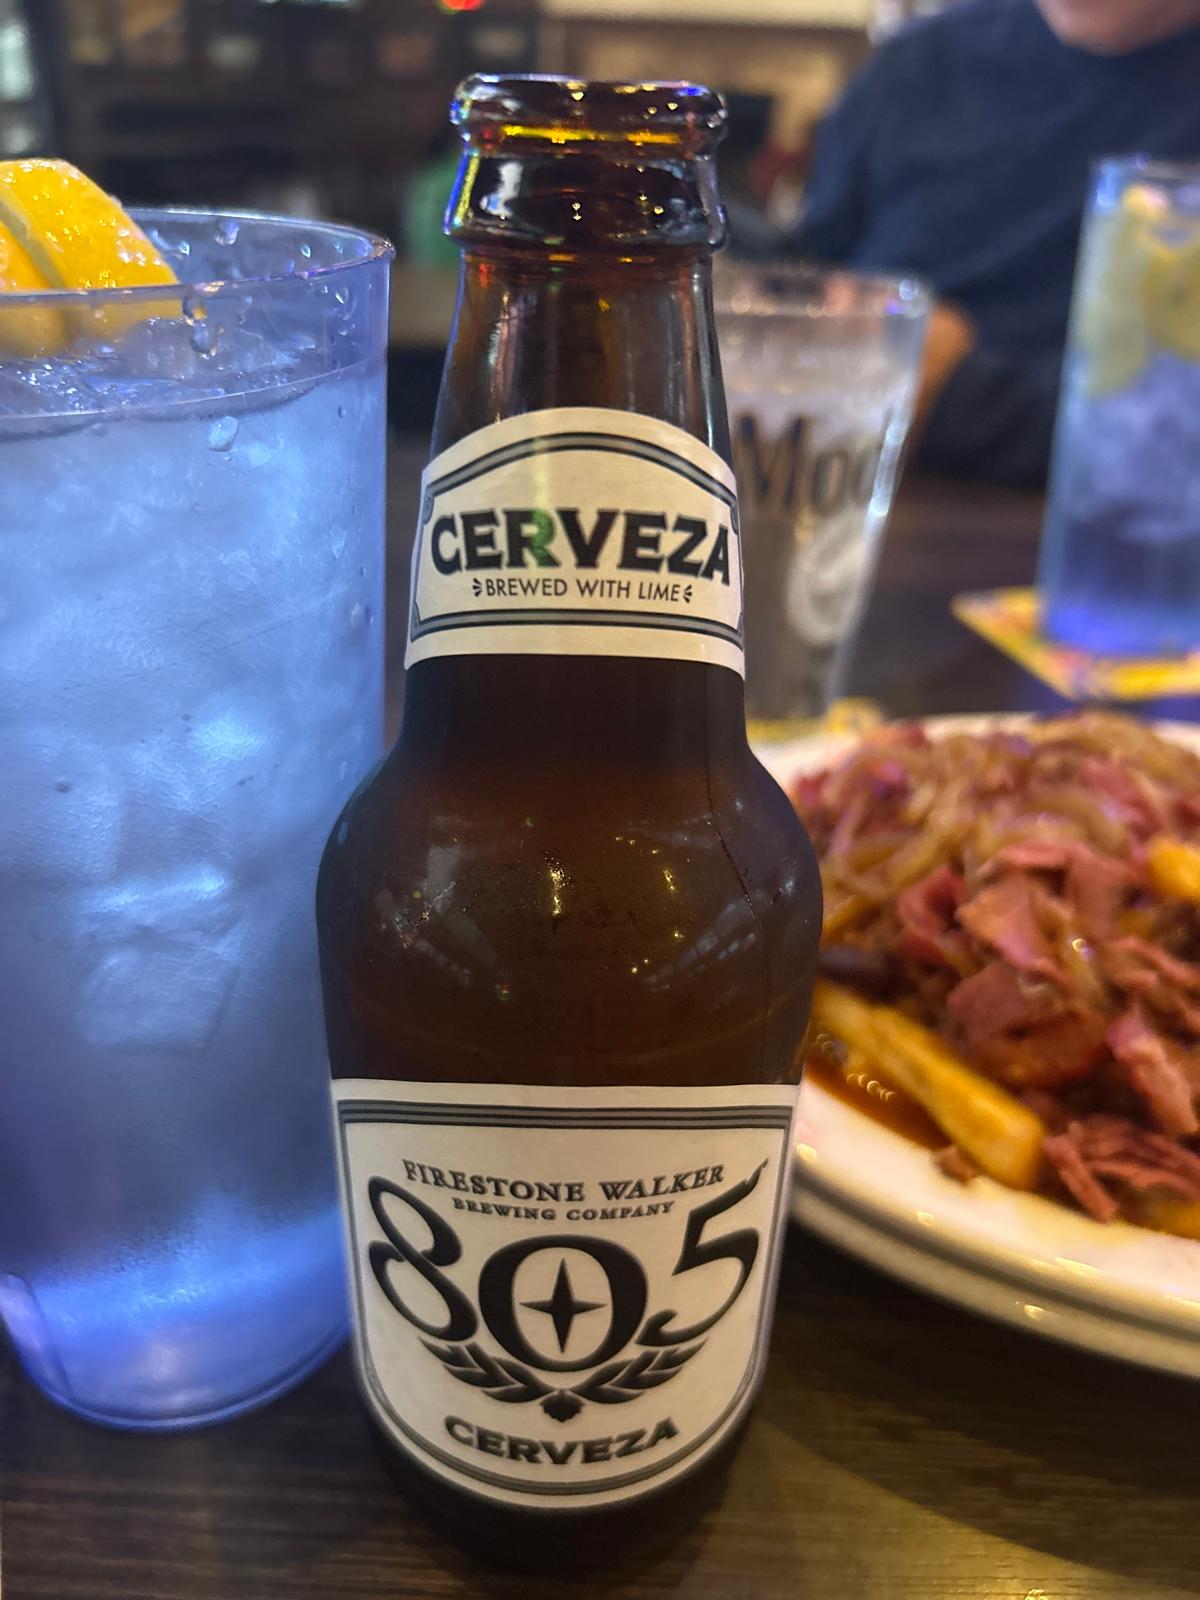 CERVEZA
BREWED WITH LIME
FIRESTONE WALKER
BREWING COMPANY
805
CERVEZA